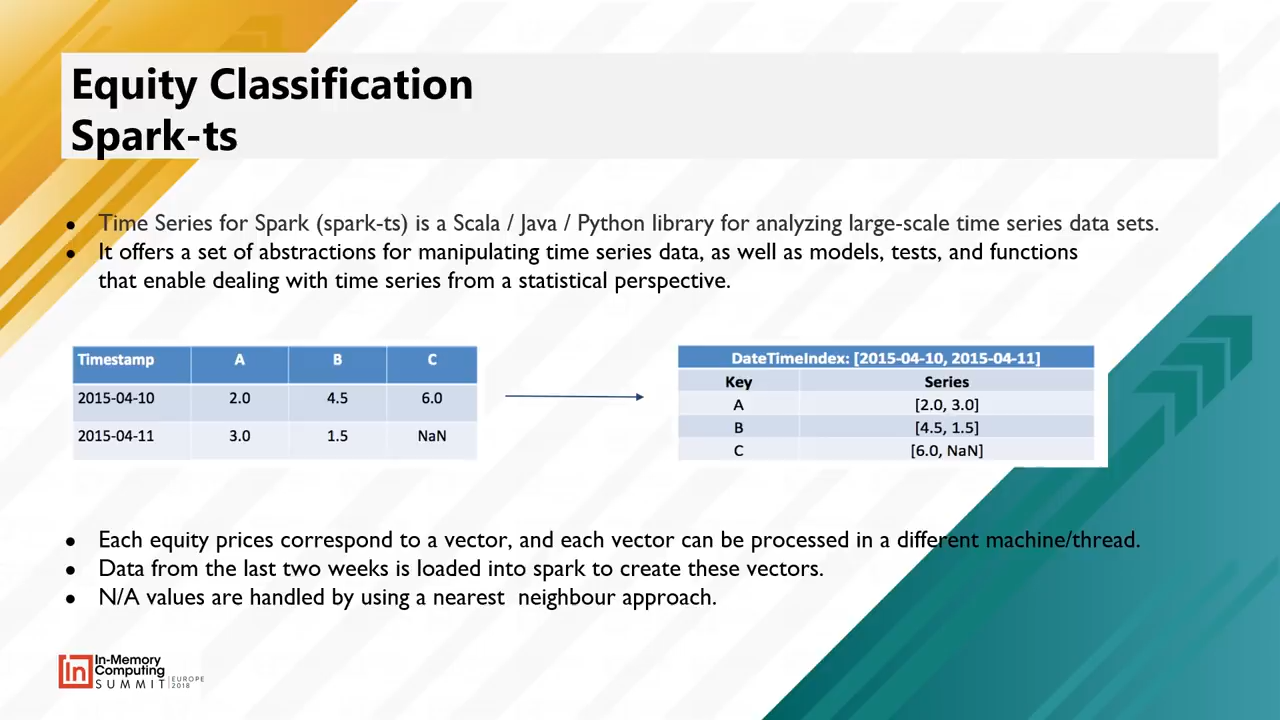 Equity Classification
Spark-ts
● Time Series for Spark (spark-ts) is a Scala / Java / Python library for analyzing large-scale time series data sets.
● It offers a set of abstractions for manipulating time series data, as well as models, tests, and functions
that enable dealing with time series from a statistical perspective.
Timestamp A B C
2015-04-10 2.0 4.5 6.0
2015-04-11 3.0 1.5 NaN
DateTimeIndex: [2015-04-10, 2015-04-11]
Key Series
A [2.0, 3.0]
B [4.5, 1.5]
C [6.0, NaN]
● Each equity prices correspond to a vector, and each vector can be processed in a different machine/thread.
● Data from the last two weeks is loaded into spark to create these vectors.
● N/A values are handled by using a nearest neighbour approach.
In In-Memory
Computing
SUMMIT EUROPE
2018